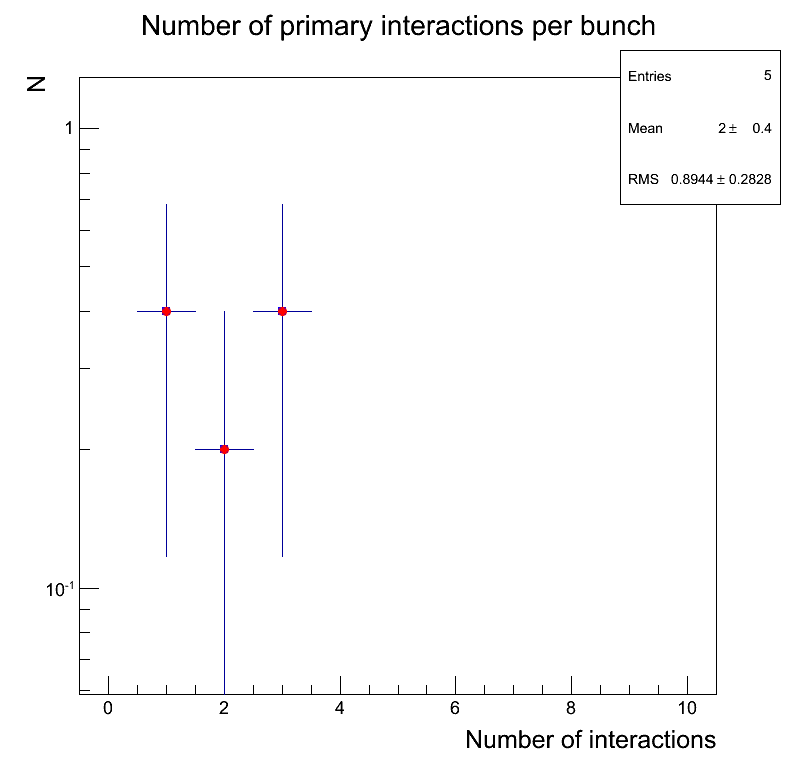 Number of primary interactions per bunch
N
Entries 5
Mean 2 ± 0.4
RMS 0.8944 ± 0.2828
1
10⁻¹
0 2 4 6 8 10
Number of interactions